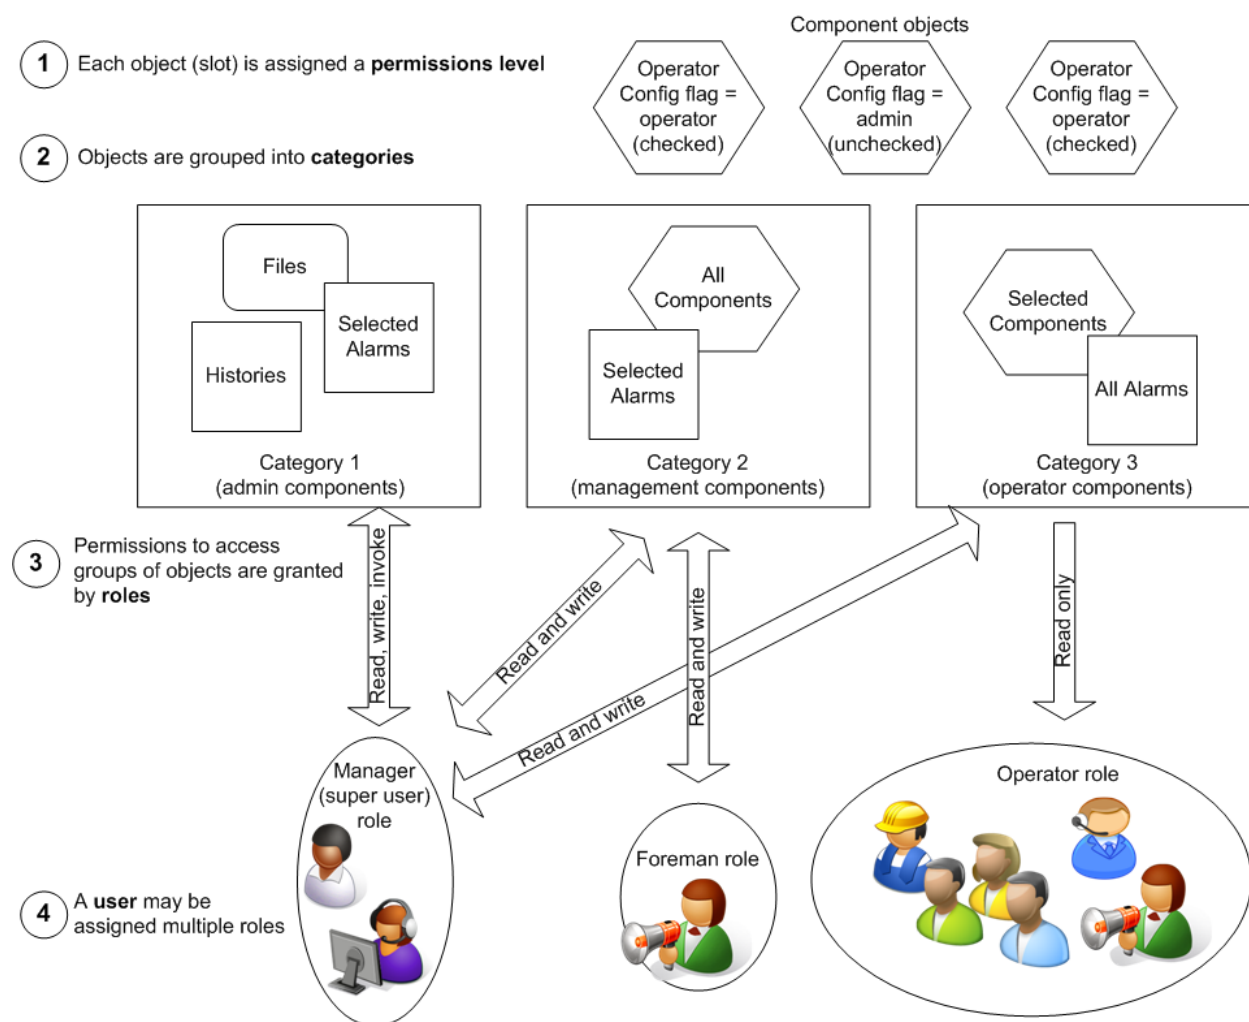 Component objects
1
Each object (slot) is assigned a permissions level
Operator
Config flag =
operator
(checked)
Operator
Config flag =
admin
(unchecked)
Operator
Config flag =
operator
(checked)
2
Objects are grouped into categories
Files
Selected
Alarms
Histories
Category 1
(admin components)
All
Components
Selected
Alarms
Category 2
(management components)
Selected
Components
All Alarms
Category 3
(operator components)
3
Permissions to access
groups of objects are granted
by roles
Read, write, invoke
Read and write
Read and write
Read and write
Read only
Manager
(super user)
role
Foreman role
Operator role
4
A user may be
assigned multiple roles